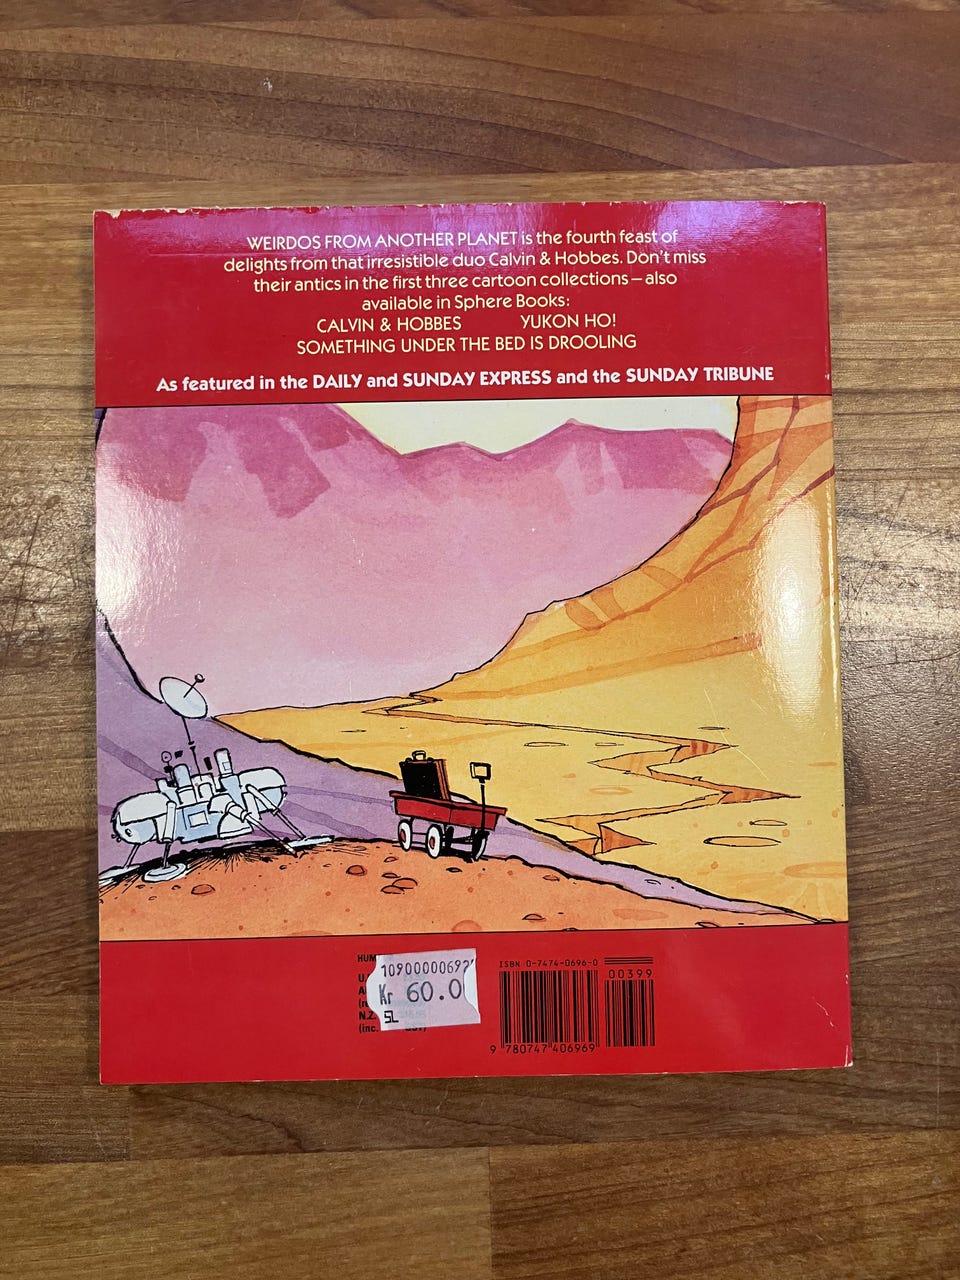 WEIRDOS FROM ANOTHER PLANET is the fourth feast of
delights from that irresistible duo Calvin & Hobbes. Don't miss
their antics in the first three cartoon collections – also
available in Sphere Books:
CALVIN & HOBBES YUKON HO!
SOMETHING UNDER THE BED IS DROOLING
As featured in the DAILY and SUNDAY EXPRESS and the SUNDAY TRIBUNE
Kr 60.0
SL
N.Z.
(inc.
ISBN 0-7474-0696-0
00399
9 780747 406969